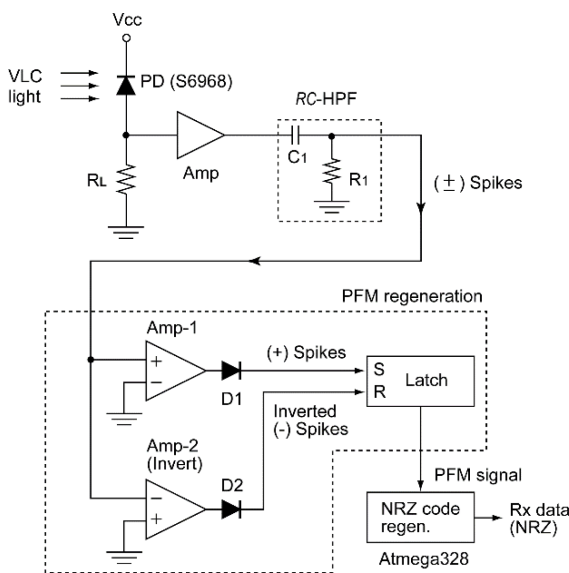 Vcc
VLC
light
PD (S6968)
RC-HPF
RL
Amp
C1
R1
(±) Spikes
PFM regeneration
Amp-1
+
−
D1
(+) Spikes
S
R
Latch
Inverted
(-) Spikes
Amp-2
(Invert)
−
+
D2
PFM signal
NRZ code
regen.
Rx data
(NRZ)
Atmega328